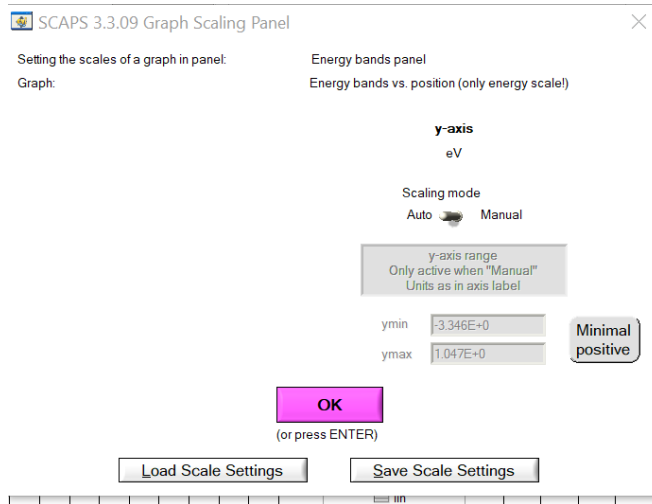 SCAPS 3.3.09 Graph Scaling Panel
Setting the scales of a graph in panel: Energy bands panel
Graph: Energy bands vs. position (only energy scale!)
y-axis
eV
Scaling mode
Auto Manual
y-axis range
Only active when "Manual"
Units as in axis label
ymin -3.346E+0
ymax 1.047E+0
Minimal
positive
OK
(or press ENTER)
Load Scale Settings Save Scale Settings
lin